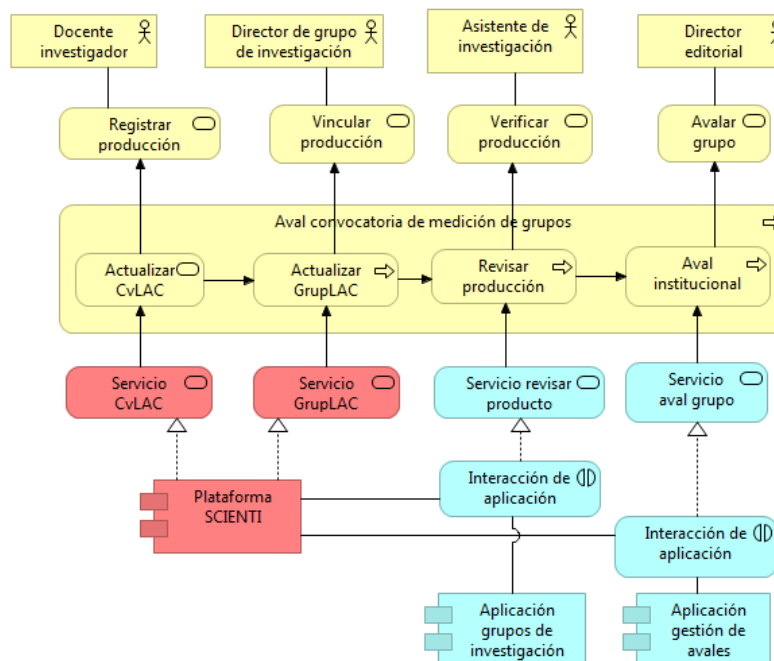 Docente
investigador
Director de grupo
de investigación
Asistente de
investigación
Director
editorial
Registrar
producción
Vincular
producción
Verificar
producción
Avalar
grupo
Aval convocatoria de medición de grupos
Actualizar
CvLAC
Actualizar
GrupLAC
Revisar
producción
Aval
institucional
Servicio
CvLAC
Servicio
GrupLAC
Servicio revisar
producto
Servicio
aval grupo
Plataforma
SCIENTI
Interacción de
aplicación
Interacción de
aplicación
Aplicación
grupos de
investigación
Aplicación
gestión de
avales